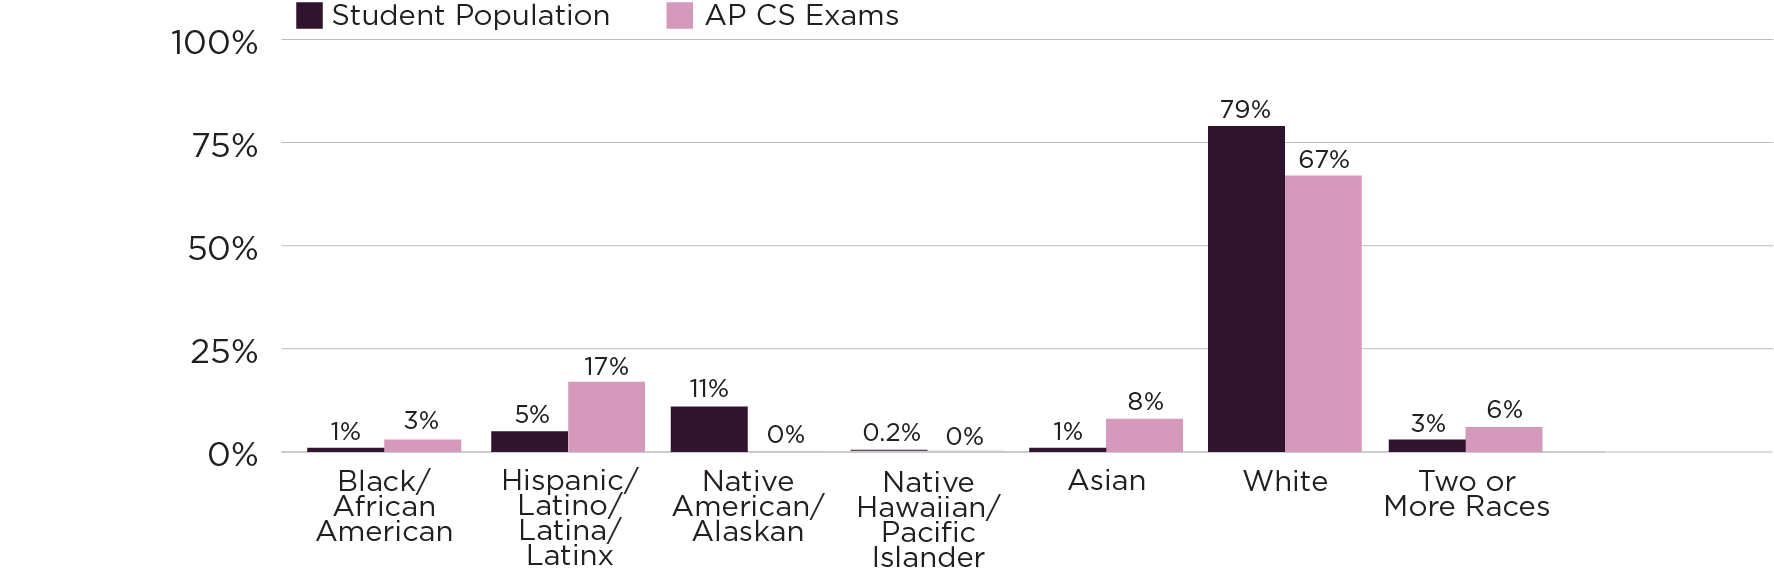 Student Population AP CS Exams
100%
75%
50%
25%
0%
1% 3%
5% 17%
11% 0%
0.2% 0%
1% 8%
79% 67%
3% 6%
Black/
African
American
Hispanic/
Latino/
Latina/
Latinx
Native
American/
Alaskan
Native
Hawaiian/
Pacific
Islander
Asian
White
Two or
More Races